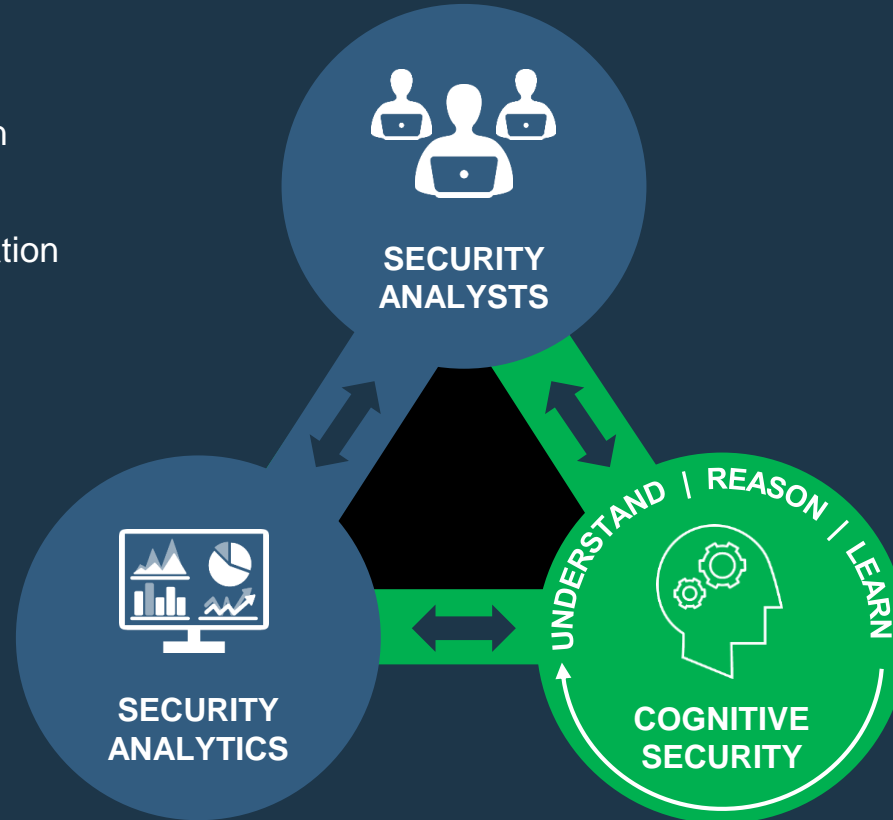 SECURITY
ANALYSTS
UNDERSTAND | REASON | LEARN
SECURITY
ANALYTICS
COGNITIVE
SECURITY